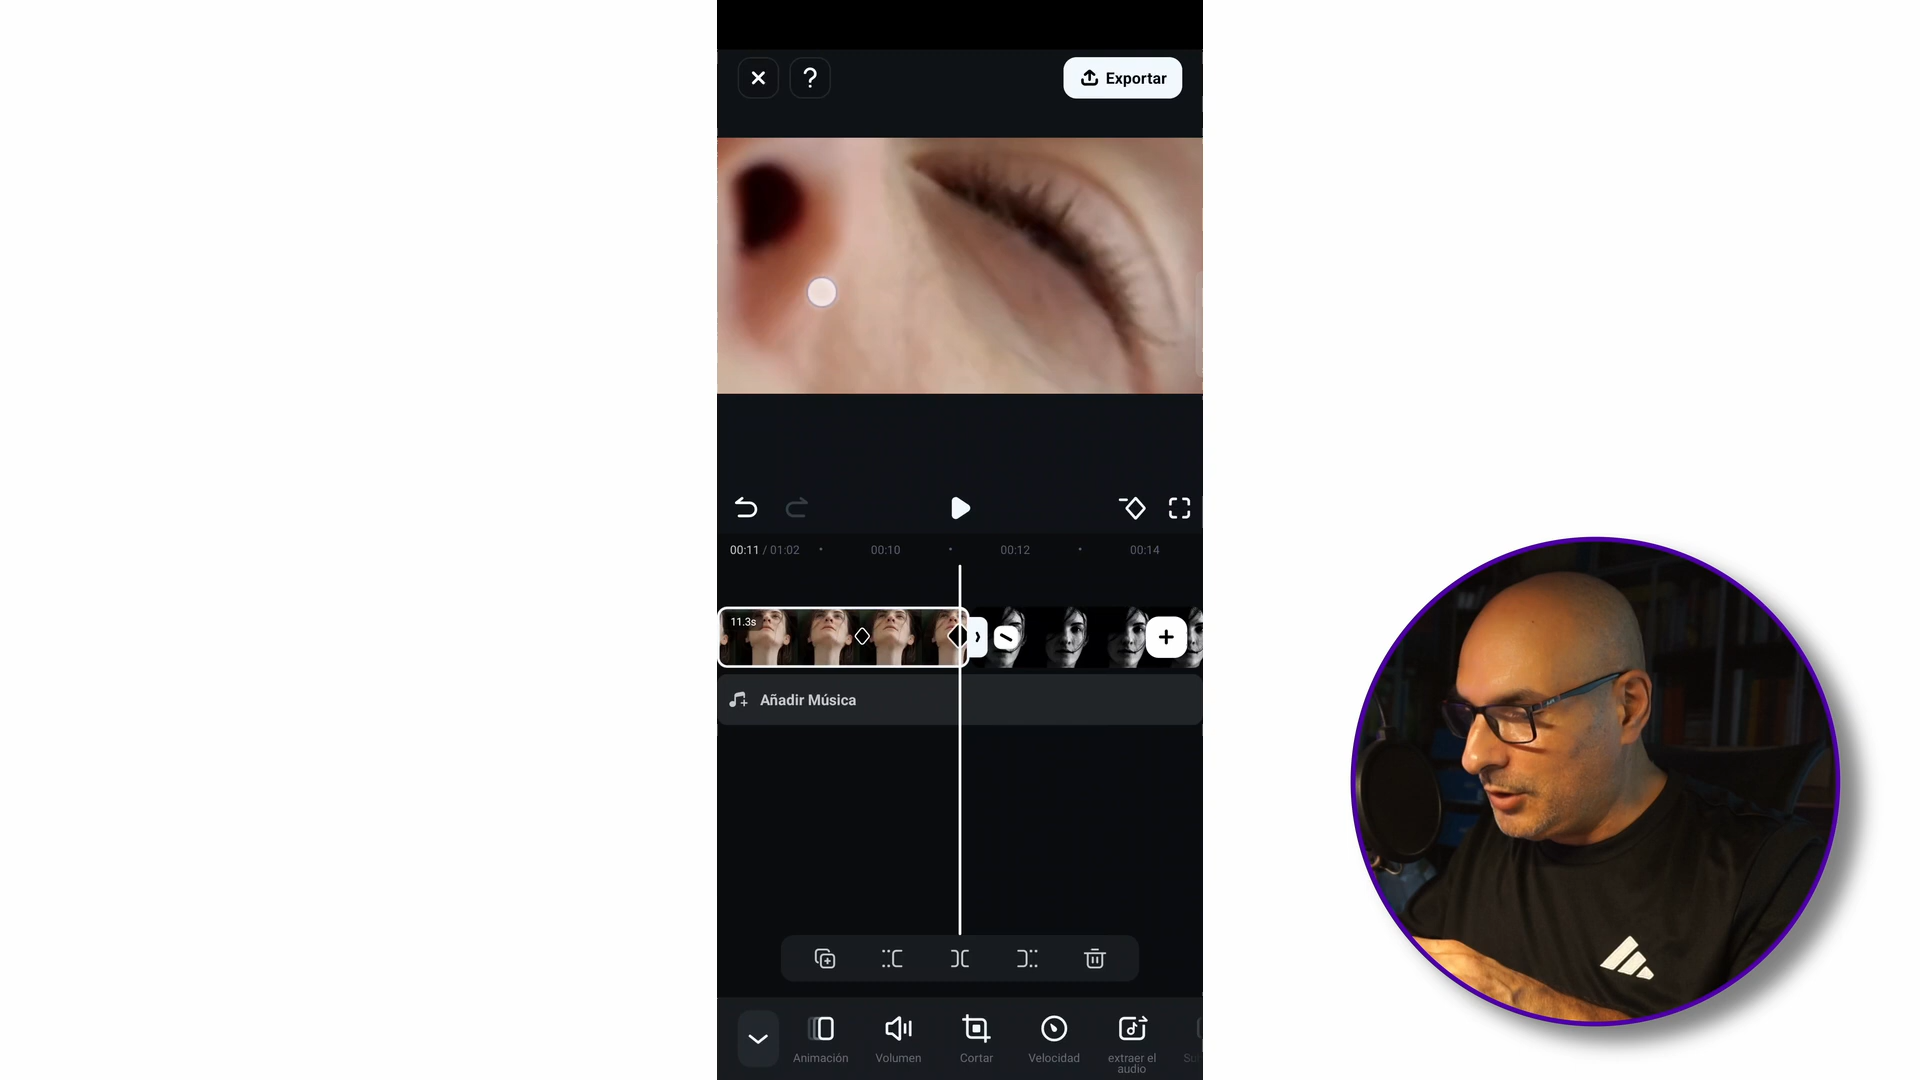 Exportar
00:11 / 01:02
00:10
00:12
00:14
11.3s
Añadir Música
Animación
Volumen
Cortar
Velocidad
extraer el
audio